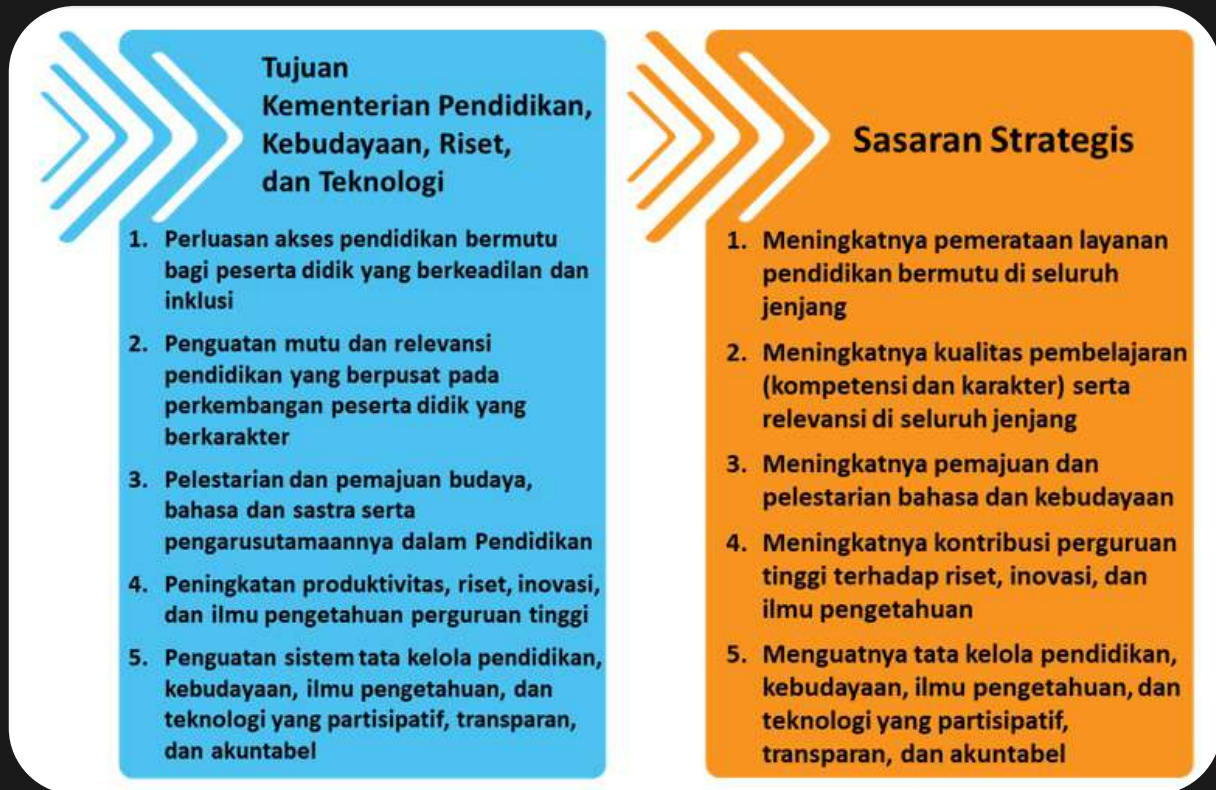 Tujuan
Kementerian Pendidikan,
Kebudayaan, Riset,
dan Teknologi
1. Perluasan akses pendidikan bermutu
bagi peserta didik yang berkeadilan dan
inklusi
2. Penguatan mutu dan relevansi
pendidikan yang berpusat pada
perkembangan peserta didik yang
berkarakter
3. Pelestarian dan pemajuan budaya,
bahasa dan sastra serta
pengarusutamaannya dalam Pendidikan
4. Peningkatan produktivitas, riset, inovasi,
dan ilmu pengetahuan perguruan tinggi
5. Penguatan sistem tata kelola pendidikan,
kebudayaan, ilmu pengetahuan, dan
teknologi yang partisipatif, transparan,
dan akuntabel
Sasaran Strategis
1. Meningkatnya pemerataan layanan
pendidikan bermutu di seluruh
jenjang
2. Meningkatnya kualitas pembelajaran
(kompetensi dan karakter) serta
relevansi di seluruh jenjang
3. Meningkatnya pemajuan dan
pelestarian bahasa dan kebudayaan
4. Meningkatnya kontribusi perguruan
tinggi terhadap riset, inovasi, dan
ilmu pengetahuan
5. Menguatnya tata kelola pendidikan,
kebudayaan, ilmu pengetahuan, dan
teknologi yang partisipatif,
transparan, dan akuntabel